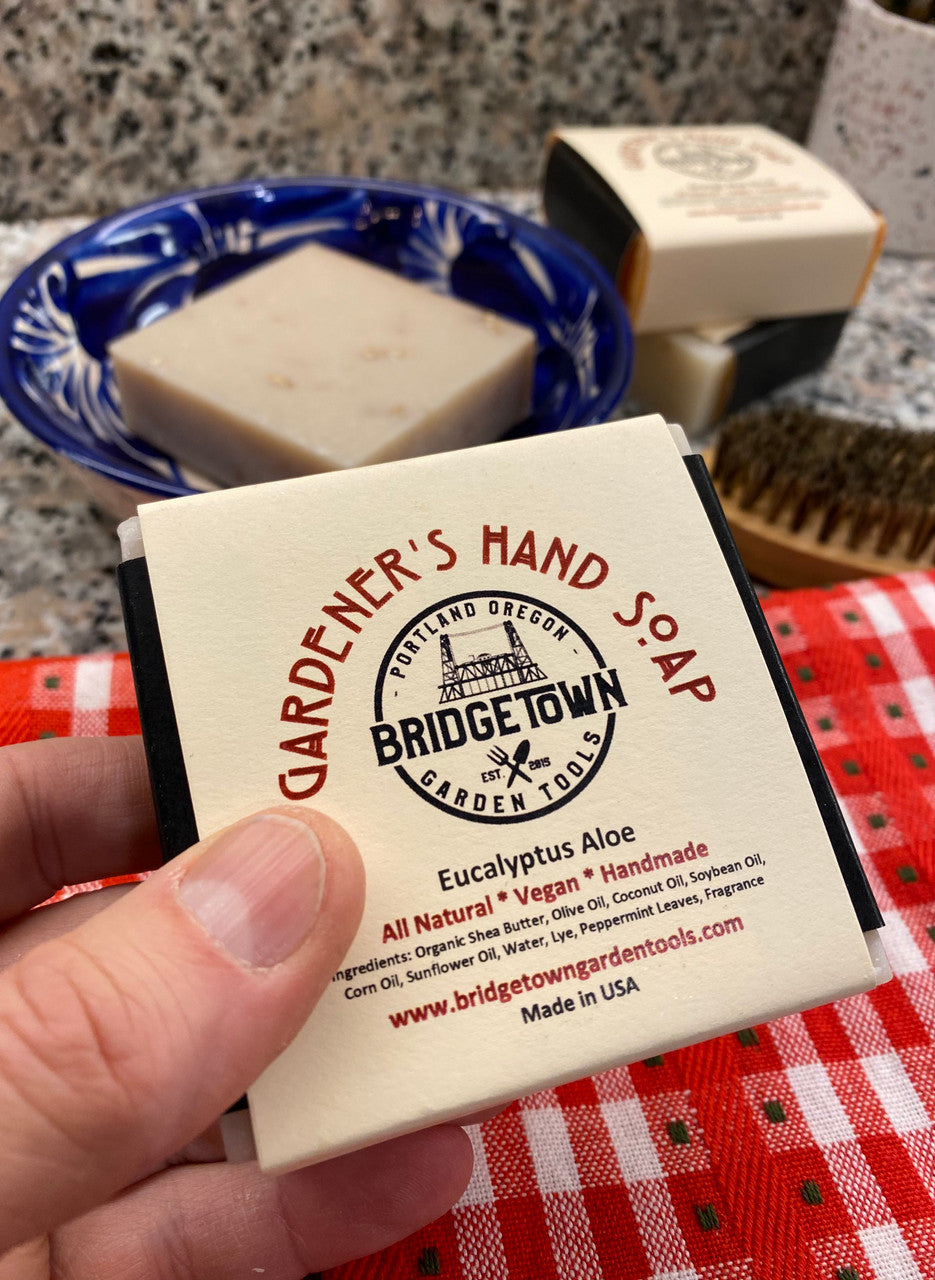 GARDENER'S HAND SOAP
PORTLAND OREGON
BRIDGETOWN
EST. 2015
GARDEN TOOLS
Eucalyptus Aloe
All Natural * Vegan * Handmade
Ingredients: Organic Shea Butter, Olive Oil, Coconut Oil, Soybean Oil,
Corn Oil, Sunflower Oil, Water, Lye, Peppermint Leaves, Fragrance
www.bridgetowngardentools.com
Made in USA